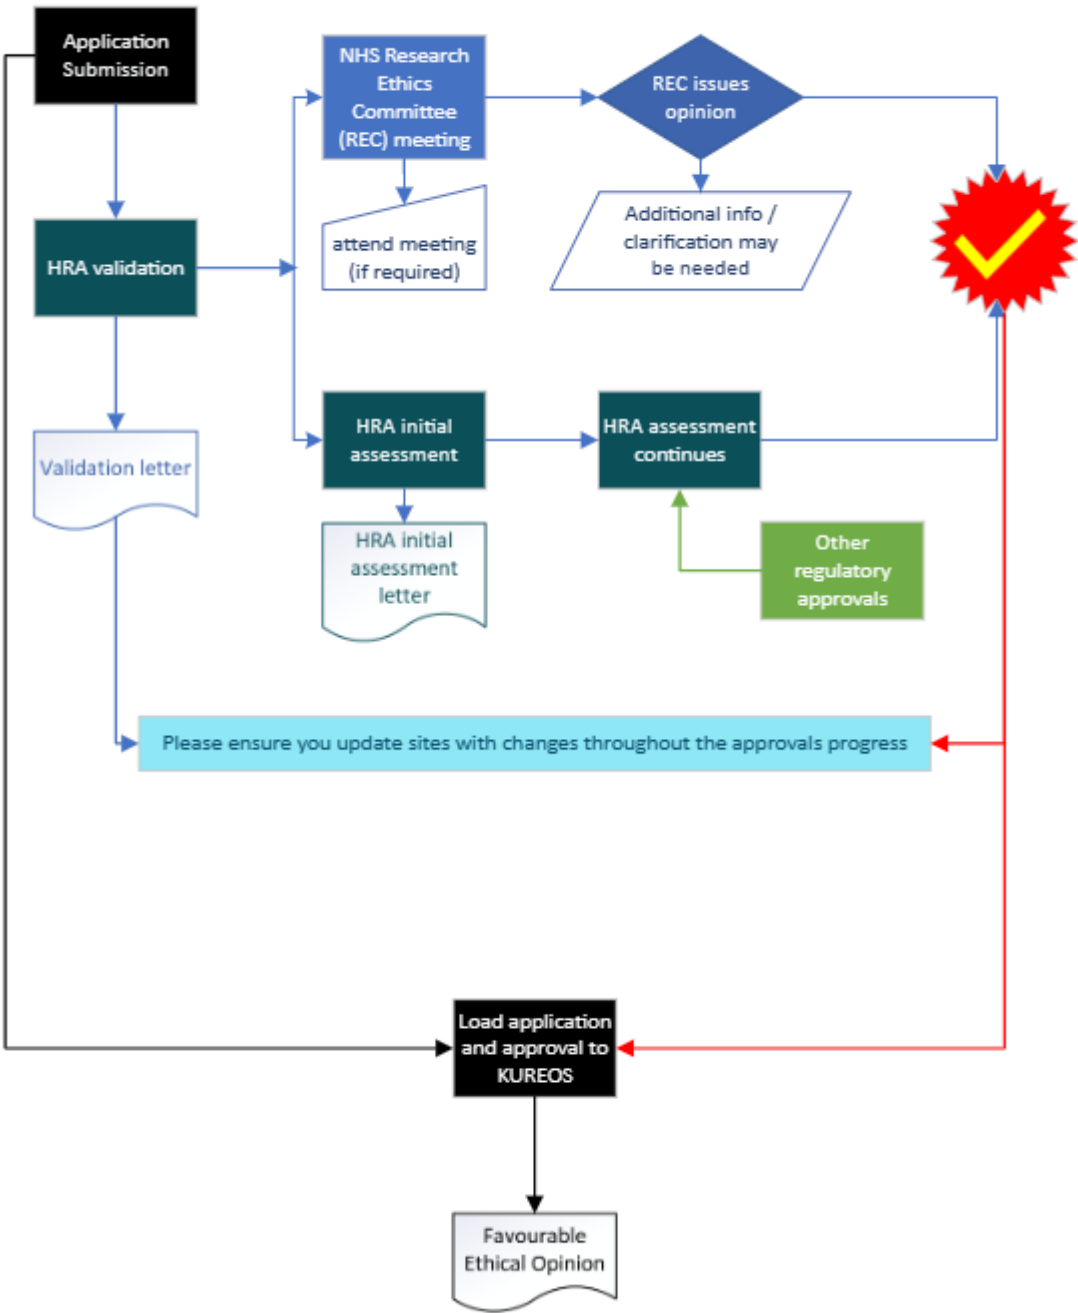 Application
Submission
NHS Research
Ethics
Committee
(REC) meeting
REC issues
opinion
HRA validation
attend meeting
(if required)
Additional info /
clarification may
be needed
Validation letter
HRA initial
assessment
HRA assessment
continues
HRA initial
assessment
letter
Other
regulatory
approvals
Please ensure you update sites with changes throughout the approvals progress
Load application
and approval to
KUREOS
Favourable
Ethical Opinion